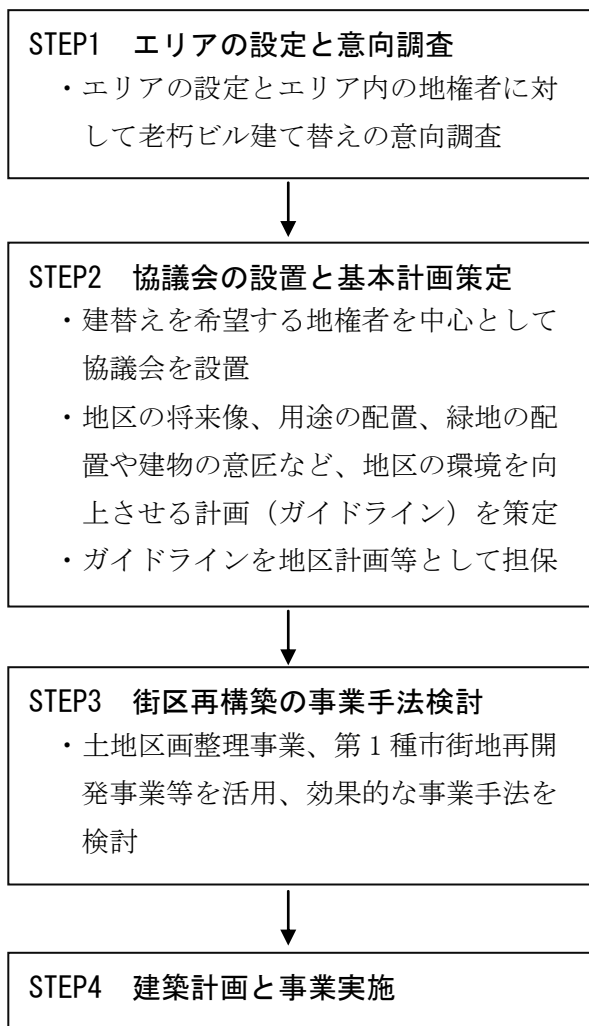 STEP1 エリアの設定と意向調査
・エリアの設定とエリア内の地権者に対
して老朽ビル建て替えの意向調査
STEP2 協議会の設置と基本計画策定
・建替えを希望する地権者を中心として
協議会を設置
・地区の将来像、用途の配置、緑地の配
置や建物の意匠など、地区の環境を向
上させる計画（ガイドライン）を策定
・ガイドラインを地区計画等として担保
STEP3 街区再構築の事業手法検討
・土地区画整理事業、第1種市街地再開
発事業等を活用、効果的な事業手法を
検討
STEP4 建築計画と事業実施